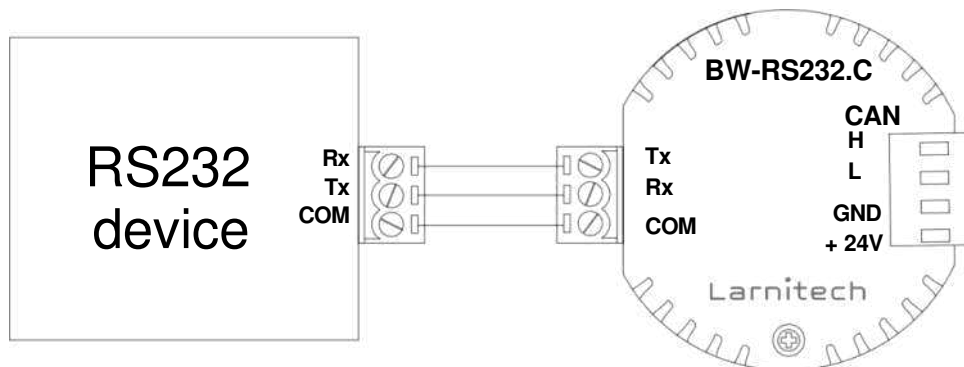 RS232
device
Rx
Tx
COM
Tx
Rx
COM
BW-RS232.C
CAN
H
L
GND
+ 24V
Larnitech